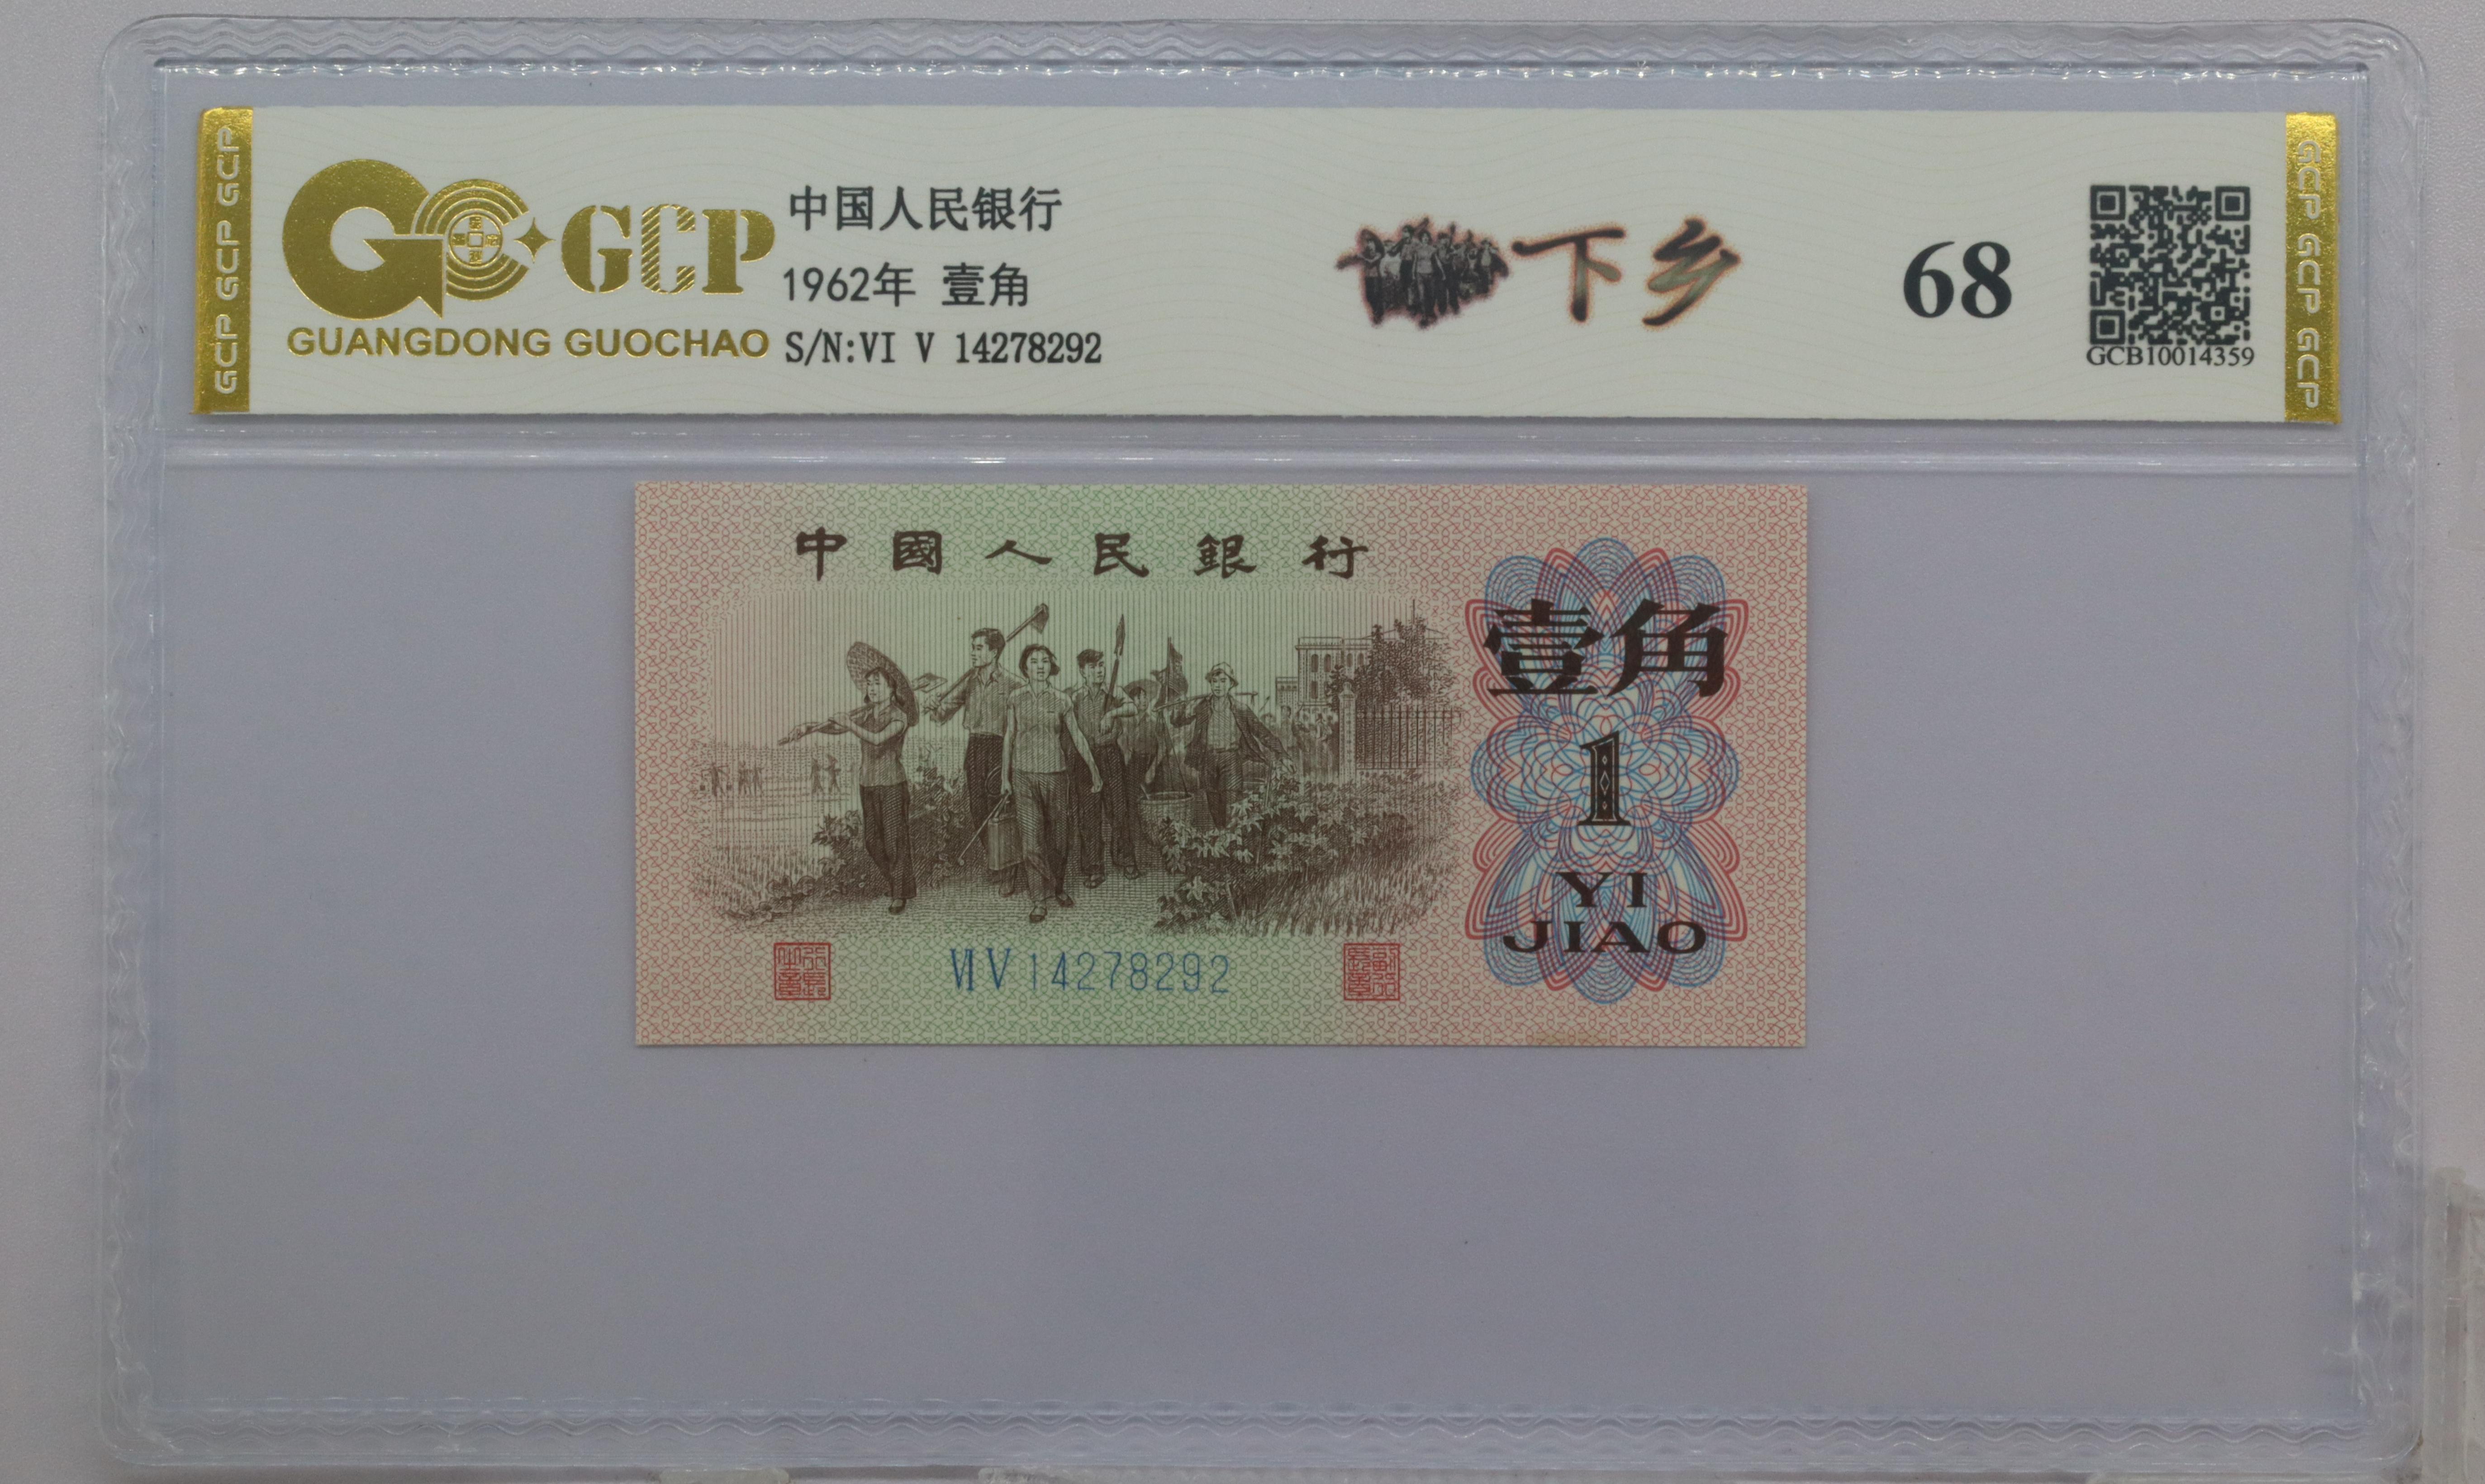 GCP GCP GCP
GCP
GUANGDONG GUOCHAO
中国人民银行
1962年 壹角
S/N:VI V 14278292
下乡
68
GCB10014359
GCP GCP GCP
中國人民銀行
壹角
1
YI
JIAO
VI V 14278292